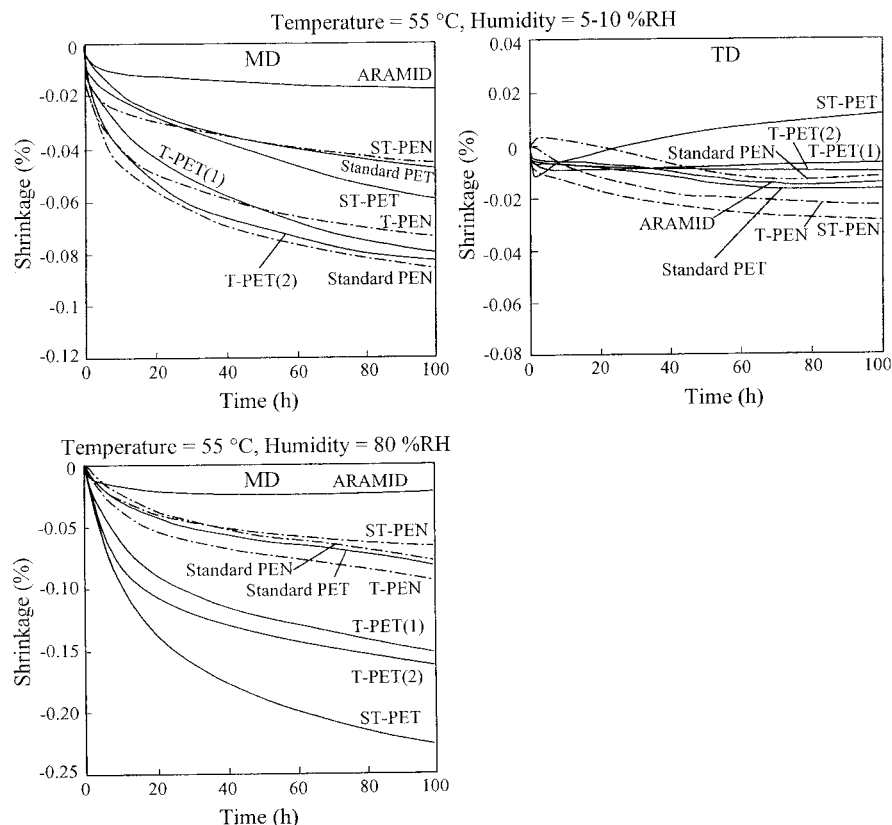 Temperature = 55 °C, Humidity = 5-10 %RH
MD
Shrinkage (%)
0
-0.02
-0.04
-0.06
-0.08
-0.1
-0.12
ARAMID
ST-PEN
Standard PET
ST-PET
T-PET(1)
T-PEN
T-PET(2)
Standard PEN
0 20 40 60 80 100
Time (h)
TD
Shrinkage (%)
0.04
0.02
0
-0.02
-0.04
-0.06
-0.08
ST-PET
T-PET(2)
Standard PEN
T-PET(1)
ARAMID
T-PEN
ST-PEN
Standard PET
0 20 40 60 80 100
Time (h)
Temperature = 55 °C, Humidity = 80 %RH
MD
Shrinkage (%)
0
-0.05
-0.10
-0.15
-0.20
-0.25
ARAMID
ST-PEN
Standard PEN
Standard PET
T-PEN
T-PET(1)
T-PET(2)
ST-PET
0 20 40 60 80 100
Time (h)